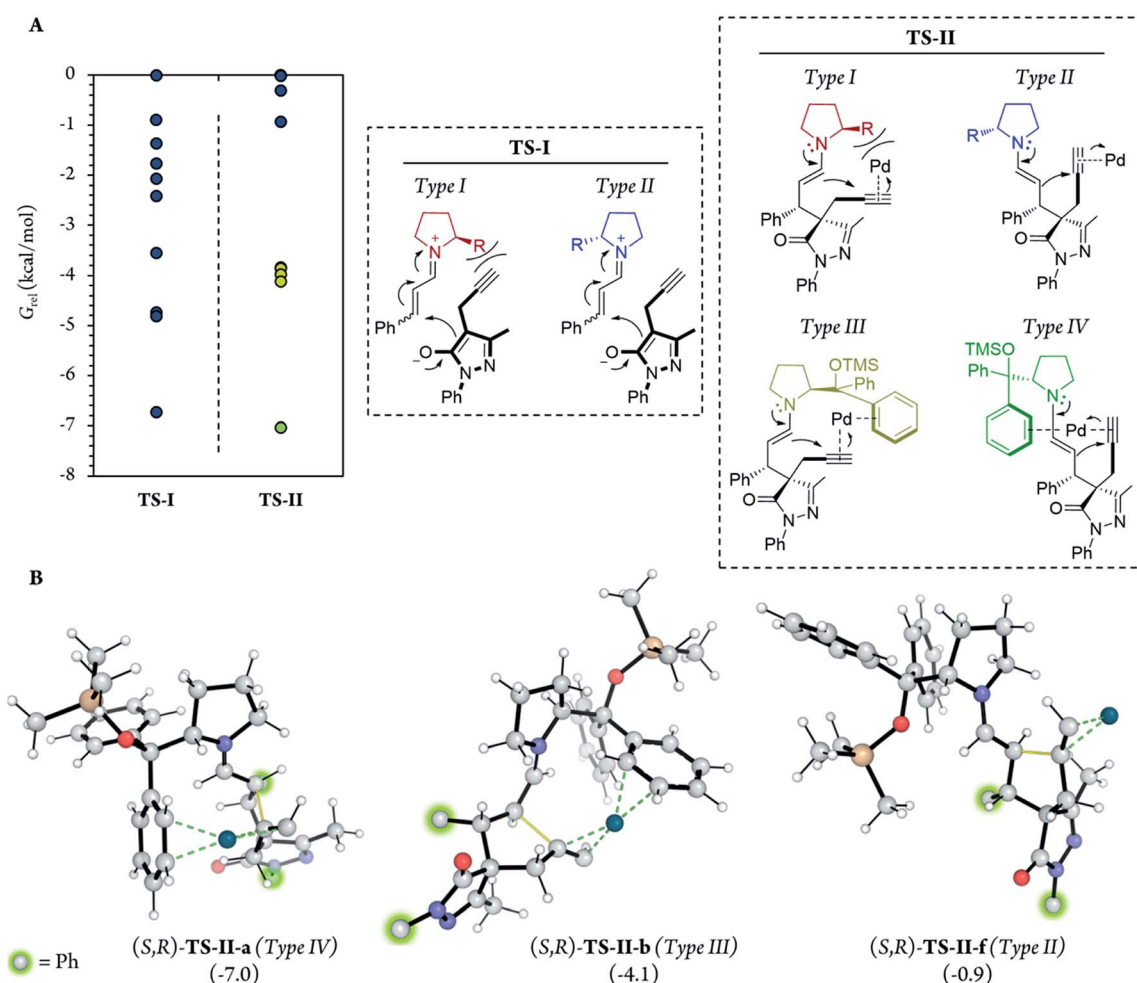 A
TS-II
Type I
Type II
0
-1
-2
-3
-4
-5
-6
-7
-8
G_rel (kcal/mol)
TS-I
TS-II
TS-I
Type I
Type II
R
N
+
R
N
+
Ph
O
−
N
N
Ph
Ph
O
−
N
N
Ph
R
N
Pd
Ph
O
N
N
Ph
R
N
Pd
Ph
O
N
N
Ph
Type III
Type IV
OTMS
Ph
N
Pd
Ph
O
N
N
Ph
TMSO
Ph
N
Pd
Ph
O
N
N
Ph
B
= Ph
(S,R)-TS-II-a (Type IV)
(-7.0)
(S,R)-TS-II-b (Type III)
(-4.1)
(S,R)-TS-II-f (Type II)
(-0.9)